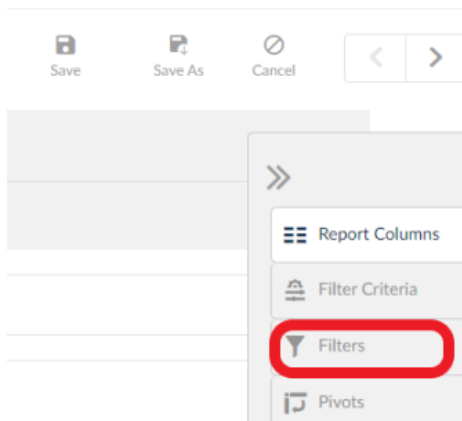 Save
Save As
Cancel
Report Columns
Filter Criteria
Filters
Pivots